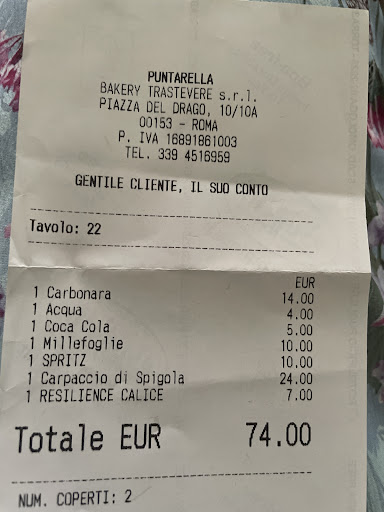 PUNTARELLA
BAKERY TRASTEVERE s.r.l.
PIAZZA DEL DRAGO, 10/10A
00153 - ROMA
P. IVA 16891861003
TEL. 339 4516959
GENTILE CLIENTE, IL SUO CONTO
Tavolo: 22
EUR
1 Carbonara 14.00
1 Acqua 4.00
1 Coca Cola 5.00
1 Millefoglie 10.00
1 SPRITZ 10.00
1 Carpaccio di Spigola 24.00
1 RESILIENCE CALICE 7.00
Totale EUR 74.00
NUM. COPERTI: 2